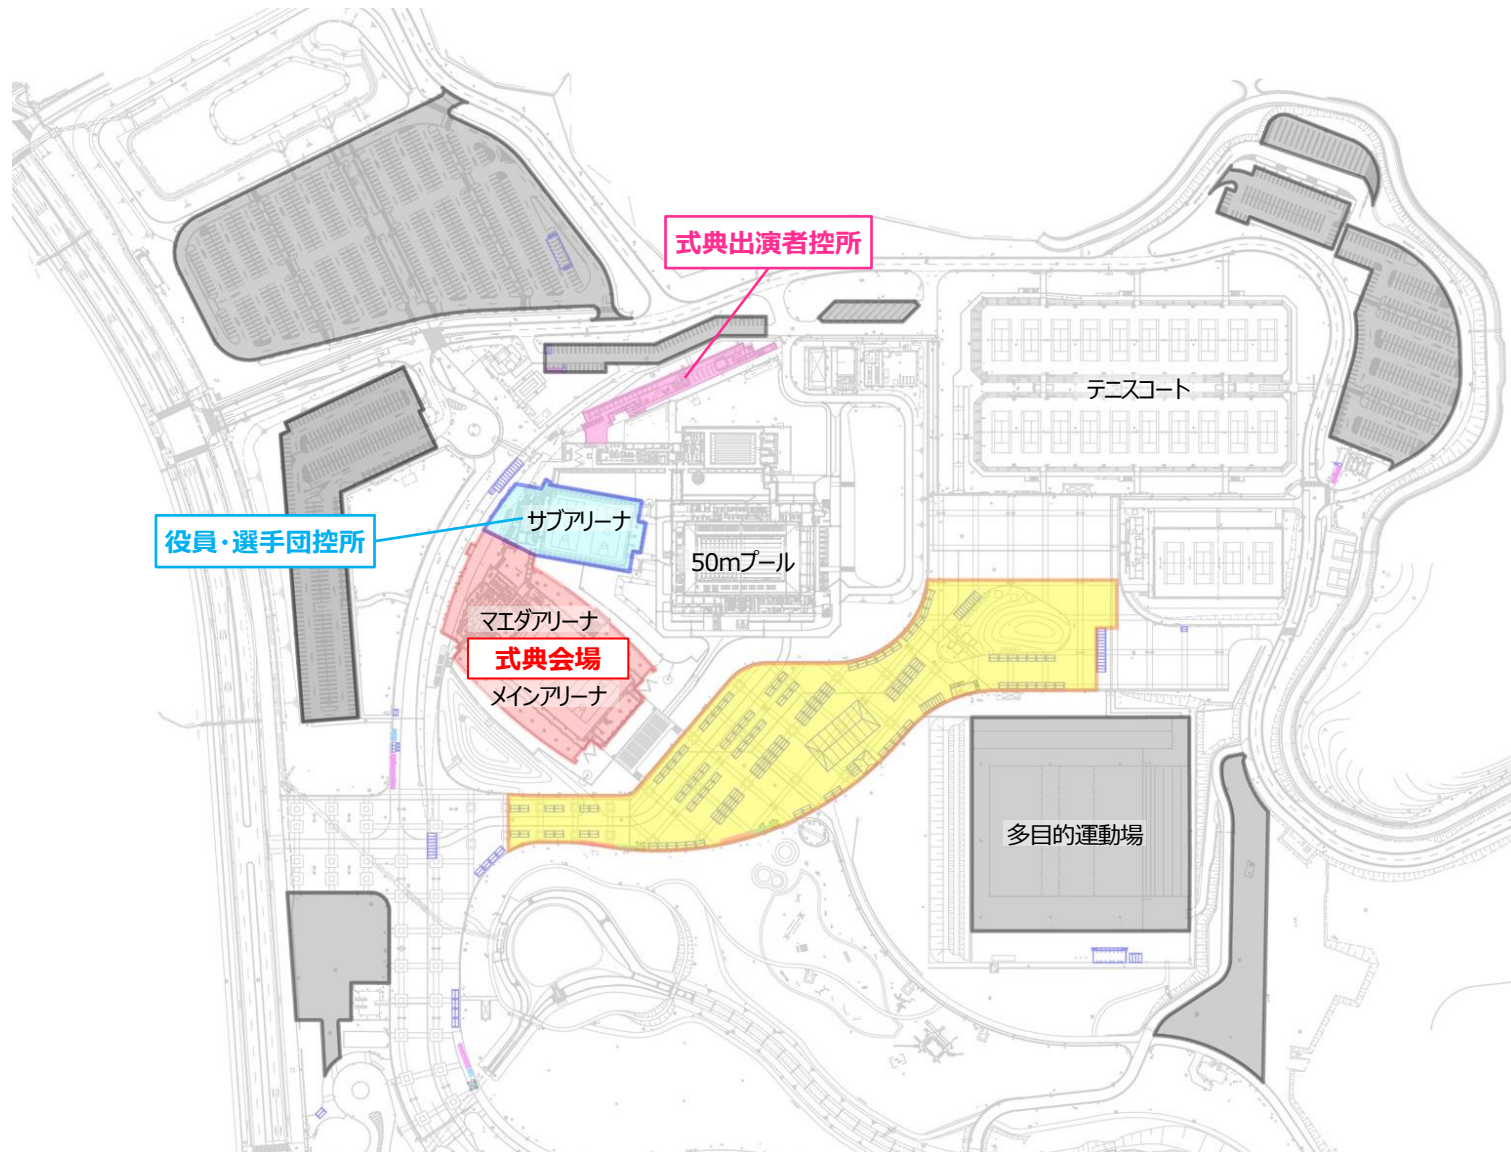 式典出演者控所
テニスコート
役員・選手団控所
サブアリーナ
50mプール
マエダアリーナ
式典会場
メインアリーナ
多目的運動場